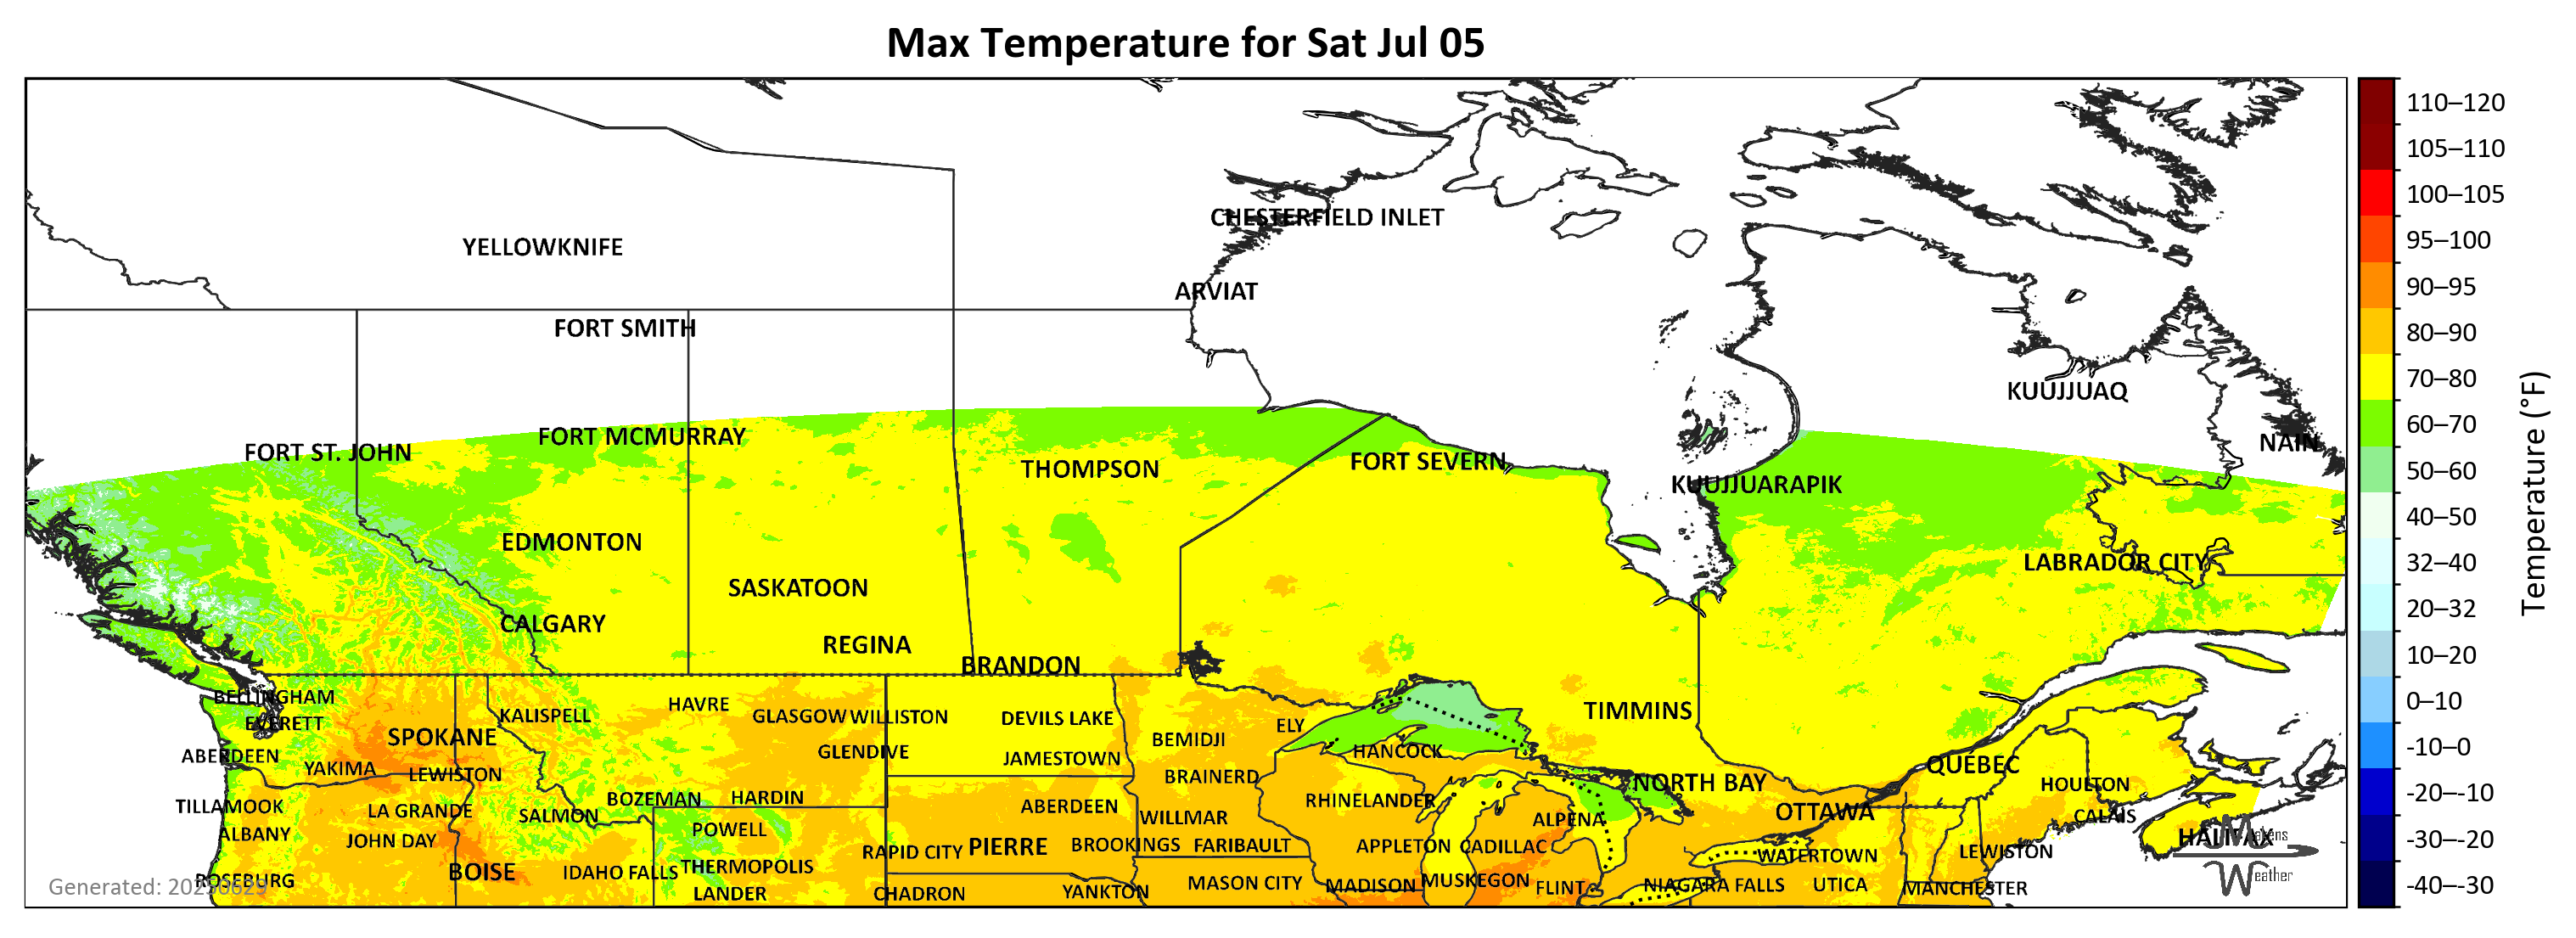 Max Temperature for Sat Jul 05
110–120
105–110
CHESTERFIELD INLET
100–105
YELLOWKNIFE
95–100
ARVIAT
90–95
FORT SMITH
80–90
KUUJJUAQ
70–80
FORT ST. JOHN
FORT MCMURRAY
60–70
NAIN
THOMPSON
FORT SEVERN
50–60
KUUJJUARAPIK
40–50
EDMONTON
LABRADOR CITY
32–40
SASKATOON
20–32
CALGARY
REGINA
BRANDON
10–20
Temperature (°F)
BELLINGHAM
HAVRE
0–10
EVERETT
KALISPELL
GLASGOW
WILLISTON
DEVILS LAKE
ELY
TIMMINS
SPOKANE
BEMIDJI
-10–0
ABERDEEN
GLENDIVE
JAMESTOWN
HANCOCK
YAKIMA
LEWISTON
BRAINERD
QUÉBEC
NORTH BAY
HOULTON
-20–-10
TILLAMOOK
LA GRANDE
SALMON
BOZEMAN
HARDIN
ABERDEEN
WILLMAR
RHINELANDER
OTTAWA
CALAIS
ALBANY
JOHN DAY
POWELL
ALPENA
HALIFAX
-30–-20
RAPID CITY
PIERRE
BROOKINGS
FARIBAULT
APPLETON
CADILLAC
WATERTOWN
LEWISTON
BOISE
IDAHO FALLS
THERMOPOLIS
ROSEBURG
Generated: 20250629
LANDER
CHADRON
YANKTON
MASON CITY
MADISON
MUSKEGON
FLINT
NIAGARA FALLS
UTICA
MANCHESTER
Weather
-40–-30